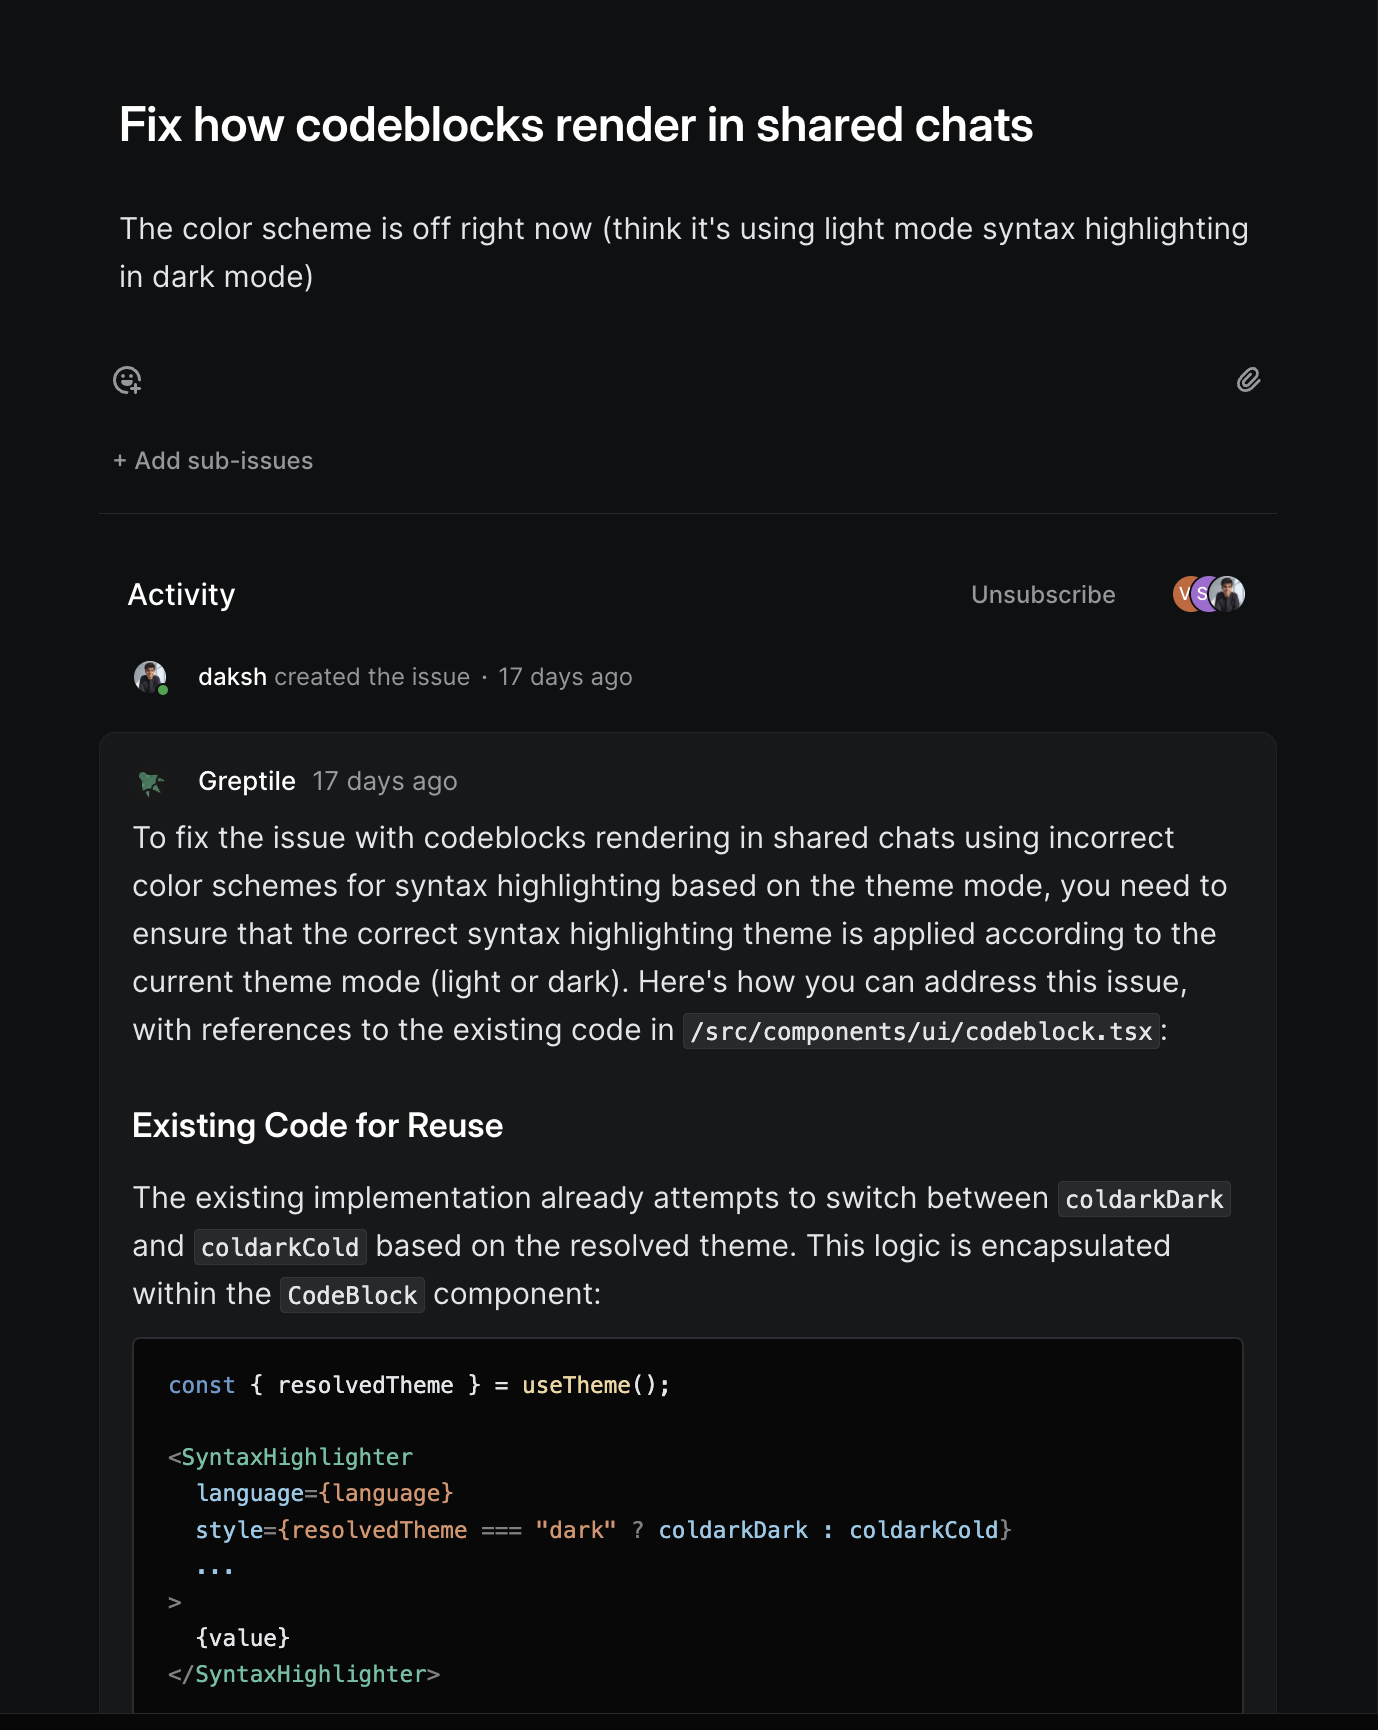 Fix how codeblocks render in shared chats
The color scheme is off right now (think it's using light mode syntax highlighting
in dark mode)
+ Add sub-issues
Activity
Unsubscribe
V
S
daksh created the issue · 17 days ago
Greptile 17 days ago
To fix the issue with codeblocks rendering in shared chats using incorrect
color schemes for syntax highlighting based on the theme mode, you need to
ensure that the correct syntax highlighting theme is applied according to the
current theme mode (light or dark). Here's how you can address this issue,
with references to the existing code in /src/components/ui/codeblock.tsx:
Existing Code for Reuse
The existing implementation already attempts to switch between coldarkDark
and coldarkCold based on the resolved theme. This logic is encapsulated
within the CodeBlock component:
const { resolvedTheme } = useTheme();
<SyntaxHighlighter
  language={language}
  style={resolvedTheme === "dark" ? coldarkDark : coldarkCold}
  ...
>
  {value}
</SyntaxHighlighter>